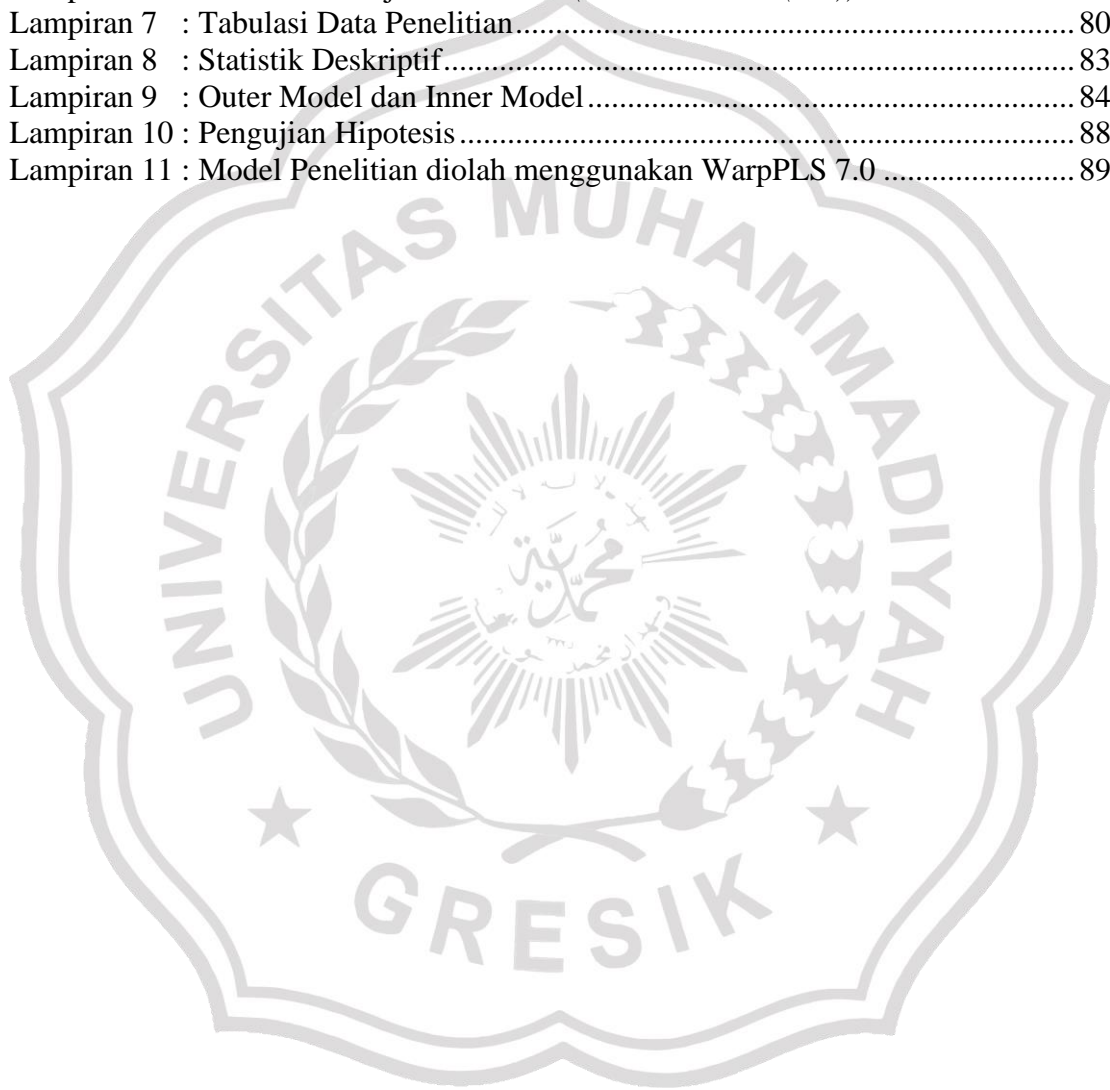 Lampiran 7 : Tabulasi Data Penelitian........................................................................... 80
Lampiran 8 : Statistik Deskriptif.................................................................................... 83
Lampiran 9 : Outer Model dan Inner Model................................................................. 84
Lampiran 10 : Pengujian Hipotesis.................................................................................. 88
Lampiran 11 : Model Penelitian diolah menggunakan WarpPLS 7.0 ......................... 89
UNIVERSITAS MUHAMMADIYAH
محمدية
GRESIK